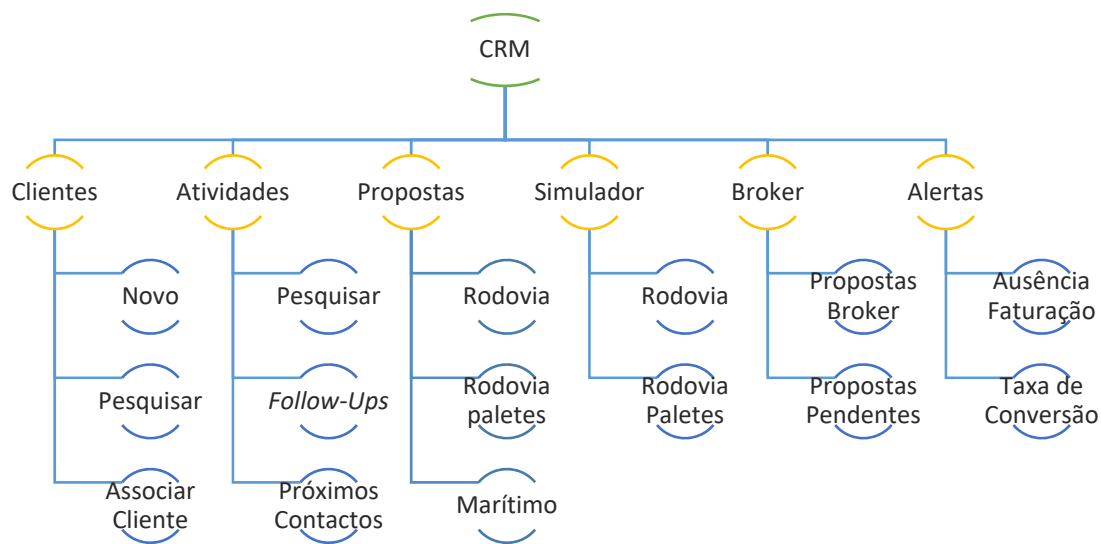 CRM
Clientes
Atividades
Propostas
Simulador
Broker
Alertas
Novo
Pesquisar
Rodovia
Rodovia
Propostas
Broker
Ausência
Faturação
Pesquisar
Follow-Ups
Rodovia
paletes
Rodovia
Paletes
Propostas
Pendentes
Taxa de
Conversão
Associar
Cliente
Próximos
Contactos
Marítimo